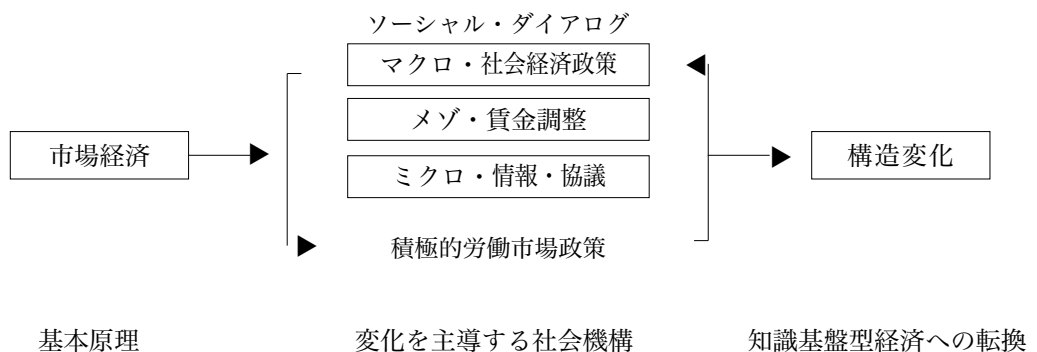 ソーシャル・ダイアログ
マクロ・社会経済政策
メゾ・賃金調整
市場経済
構造変化
ミクロ・情報・協議
積極的労働市場政策
基本原理
変化を主導する社会機構
知識基盤型経済への転換